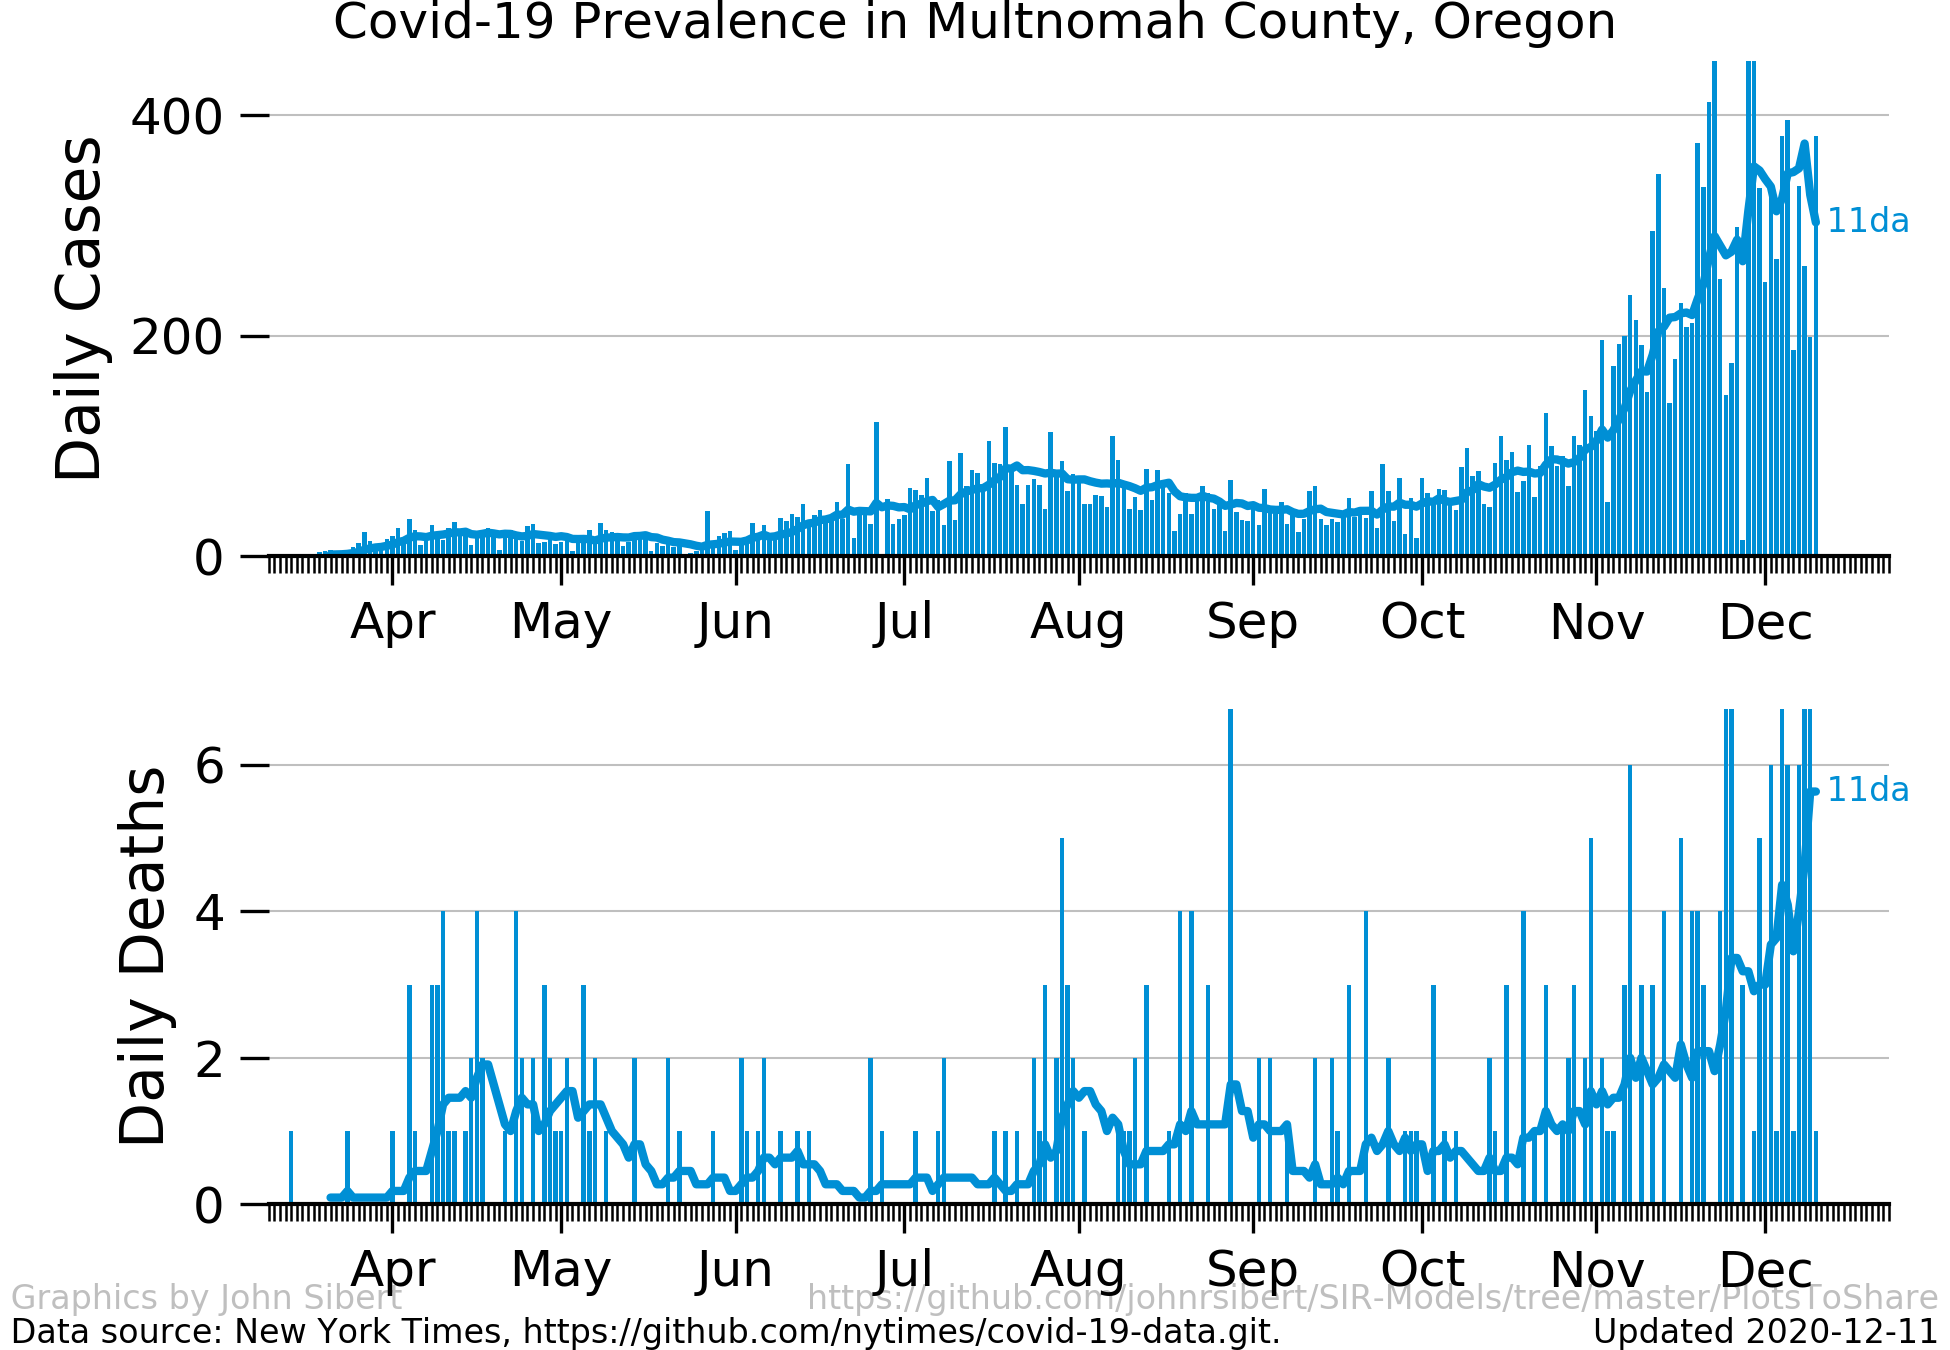 Covid-19 Prevalence in Multnomah County, Oregon
Daily Cases
400
200
0
11da
Apr May Jun Jul Aug Sep Oct Nov Dec
Daily Deaths
6
4
2
0
11da
Apr May Jun Jul Aug Sep Oct Nov Dec
Graphics by John Sibert https://github.com/johnrsibert/SIR-Models/tree/master/PlotsToShare
Data source: New York Times, https://github.com/nytimes/covid-19-data.git. Updated 2020-12-11